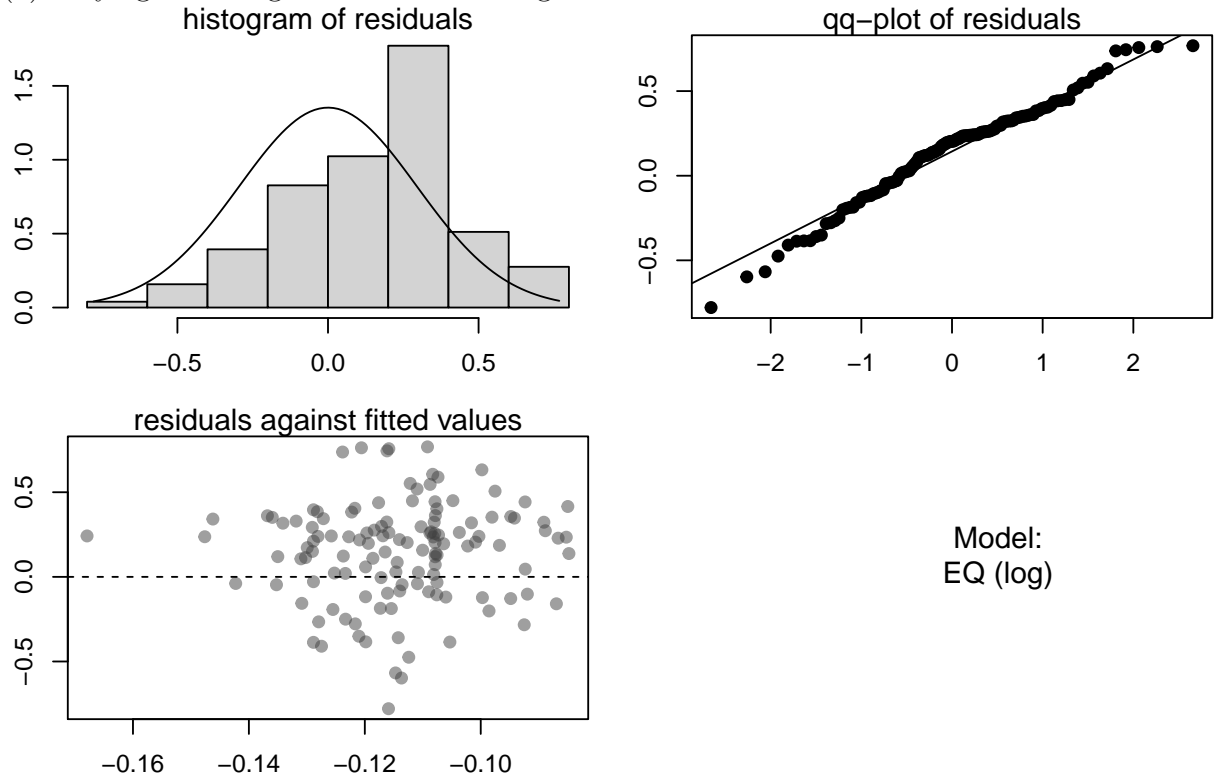 histogram of residuals
1.5
1.0
0.5
0.0
−0.5 0.0 0.5
qq−plot of residuals
0.5
0.0
−0.5
−2 −1 0 1 2
residuals against fitted values
0.5
0.0
−0.5
−0.16 −0.14 −0.12 −0.10
Model:
EQ (log)